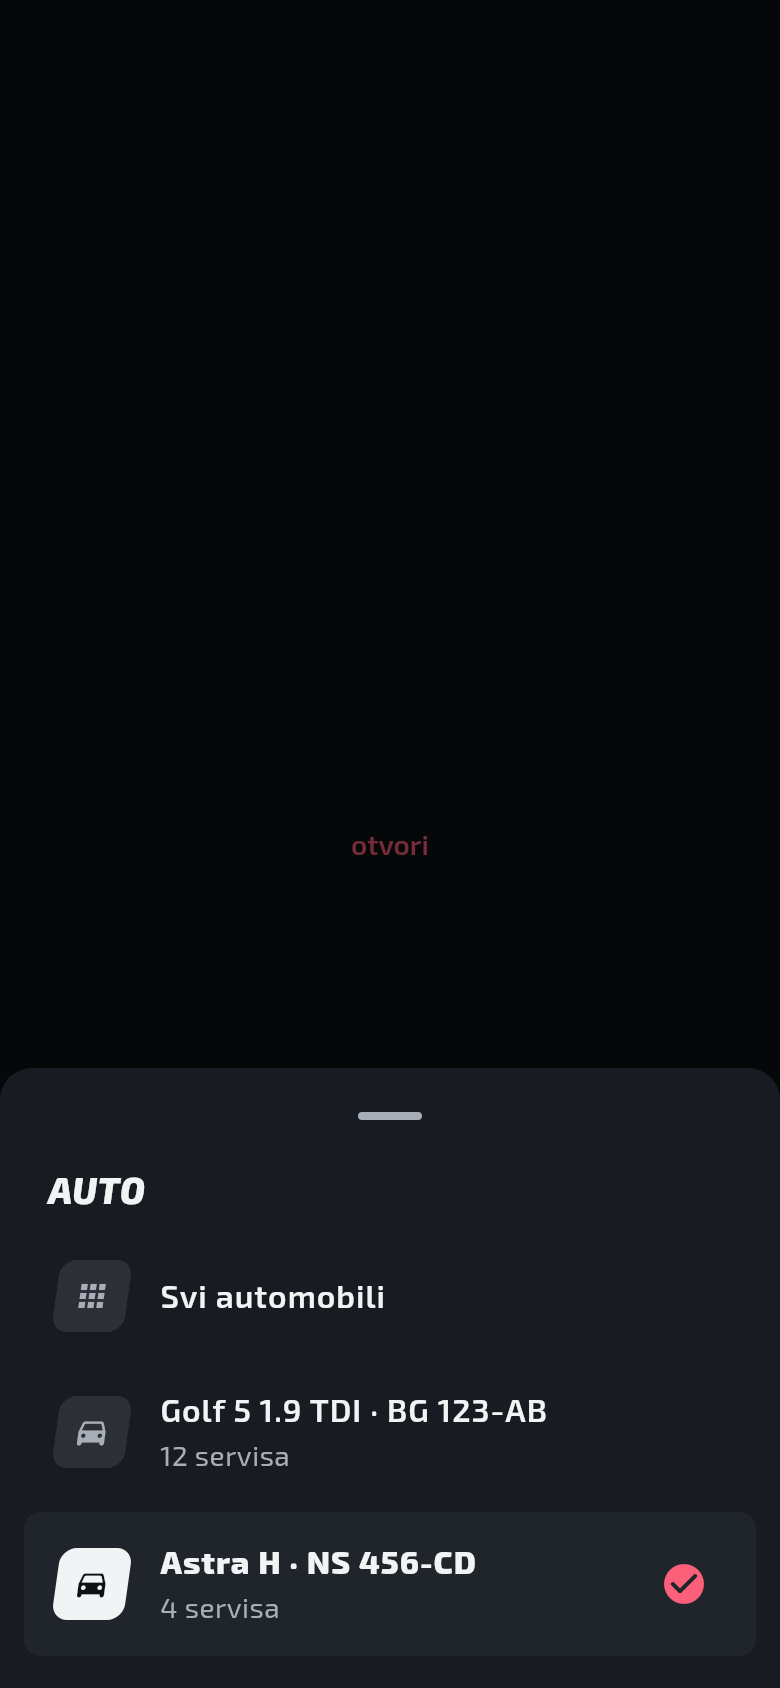 otvori
AUTO
Svi automobili
Golf 5 1.9 TDI · BG 123-AB
12 servisa
Astra H · NS 456-CD
4 servisa